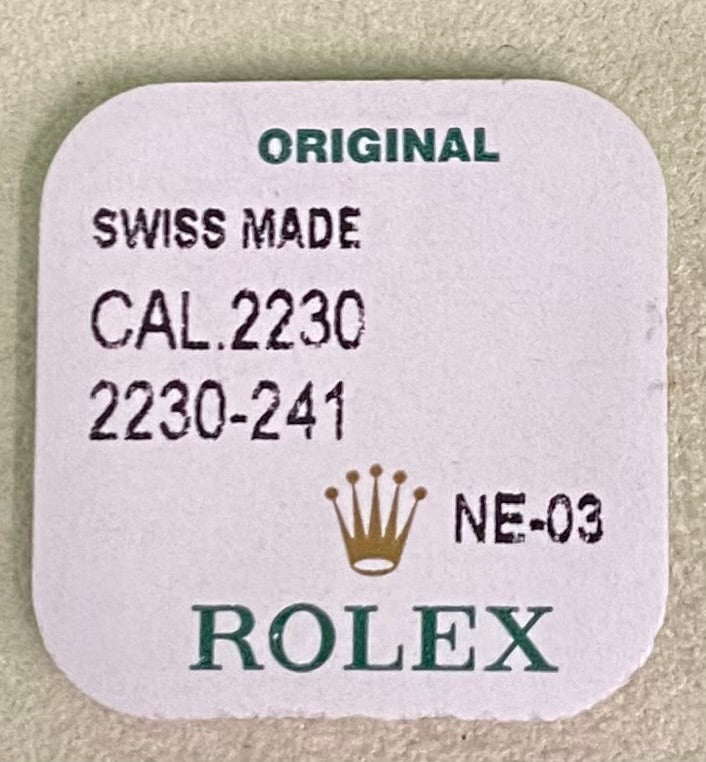 ORIGINAL
SWISS MADE
CAL.2230
2230-241
NE-03
ROLEX